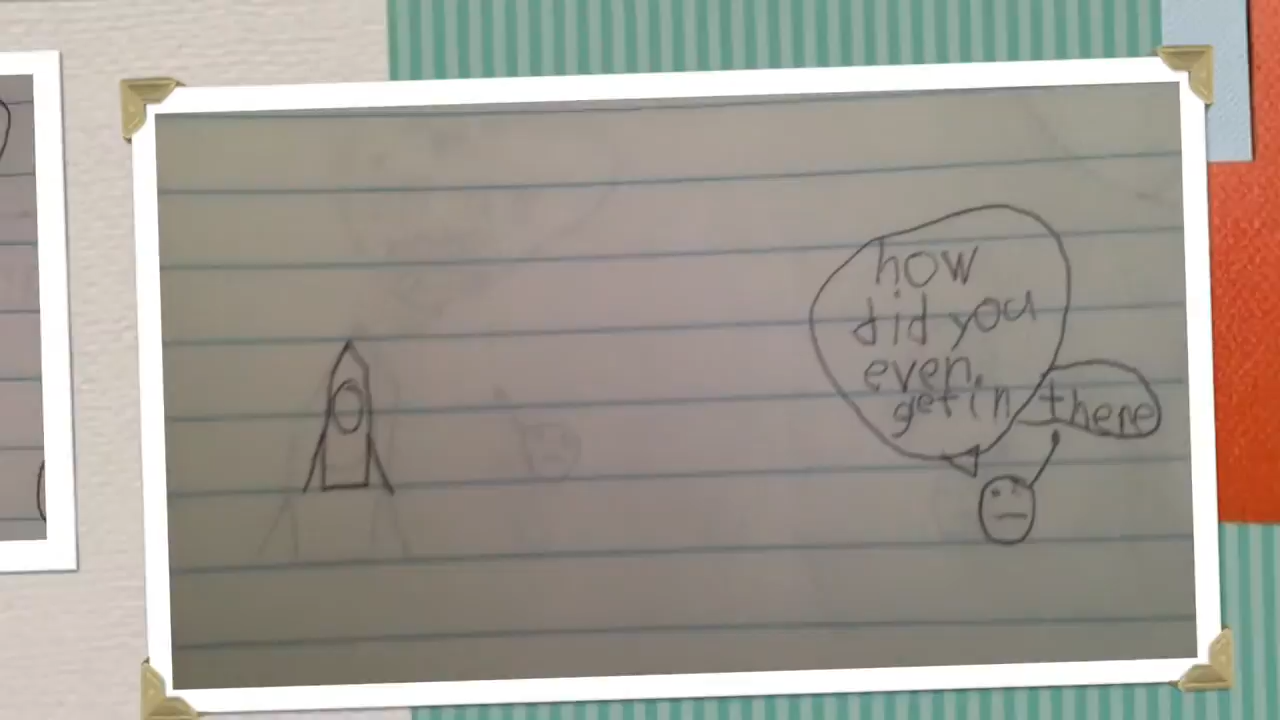 how
did you
even.
get in there